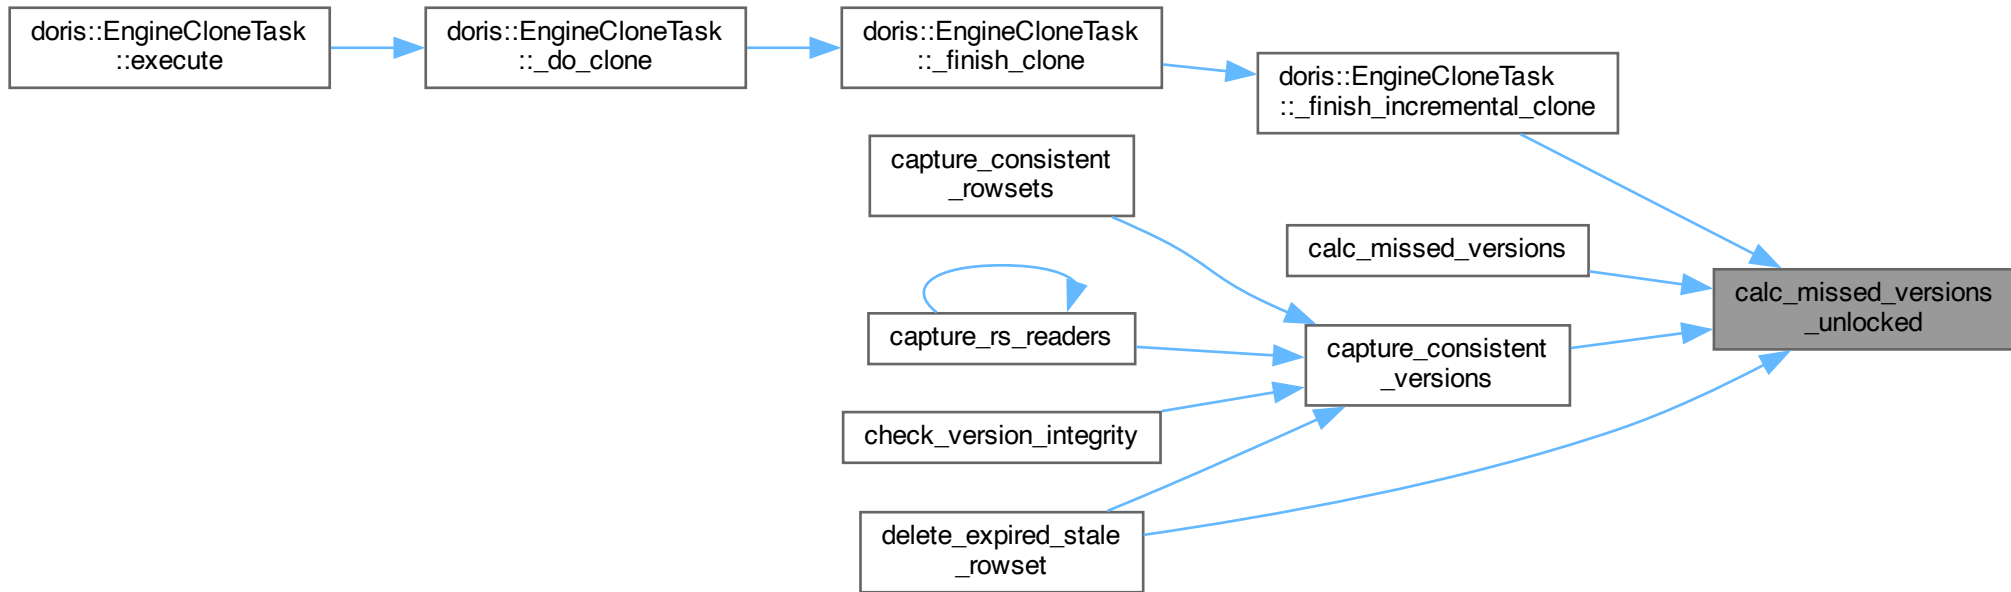 doris::EngineCloneTask
::execute
doris::EngineCloneTask
::_do_clone
doris::EngineCloneTask
::_finish_clone
doris::EngineCloneTask
::_finish_incremental_clone
capture_consistent
_rowsets
calc_missed_versions
capture_rs_readers
capture_consistent
_versions
calc_missed_versions
_unlocked
check_version_integrity
delete_expired_stale
_rowset